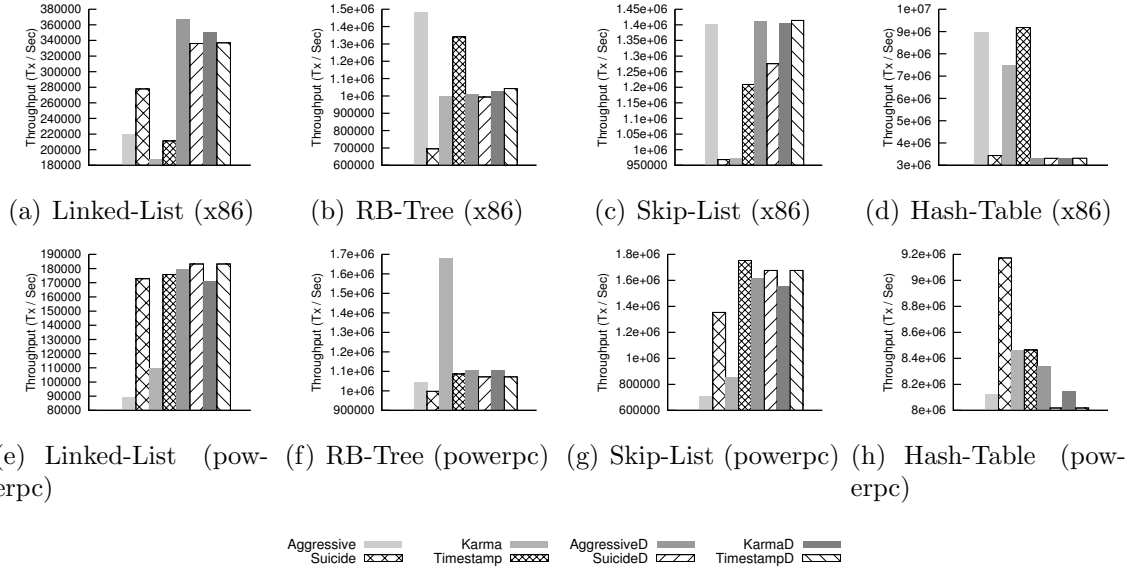 Throughput (Tx / Sec)
380000
360000
340000
320000
300000
280000
260000
240000
220000
200000
180000
Throughput (Tx / Sec)
1.5e+06
1.4e+06
1.3e+06
1.2e+06
1.1e+06
1e+06
900000
800000
700000
600000
Throughput (Tx / Sec)
1.45e+06
1.4e+06
1.35e+06
1.3e+06
1.25e+06
1.2e+06
1.15e+06
1.1e+06
1.05e+06
1e+06
950000
Throughput (Tx / Sec)
1e+07
9e+06
8e+06
7e+06
6e+06
5e+06
4e+06
3e+06
(a) Linked-List (x86)
(b) RB-Tree (x86)
(c) Skip-List (x86)
(d) Hash-Table (x86)
Throughput (Tx / Sec)
190000
180000
170000
160000
150000
140000
130000
120000
110000
100000
90000
80000
Throughput (Tx / Sec)
1.7e+06
1.6e+06
1.5e+06
1.4e+06
1.3e+06
1.2e+06
1.1e+06
1e+06
900000
Throughput (Tx / Sec)
1.8e+06
1.6e+06
1.4e+06
1.2e+06
1e+06
800000
600000
Throughput (Tx / Sec)
9.2e+06
9e+06
8.8e+06
8.6e+06
8.4e+06
8.2e+06
8e+06
(e) Linked-List (pow-
erpc)
(f) RB-Tree (powerpc)
(g) Skip-List (powerpc)
(h) Hash-Table (pow-
erpc)
Aggressive
Suicide
Karma
Timestamp
AggressiveD
SuicideD
KarmaD
TimestampD